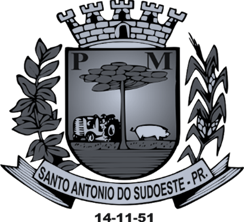 P M
SANTO ANTONIO DO SUDOESTE - PR.
14-11-51